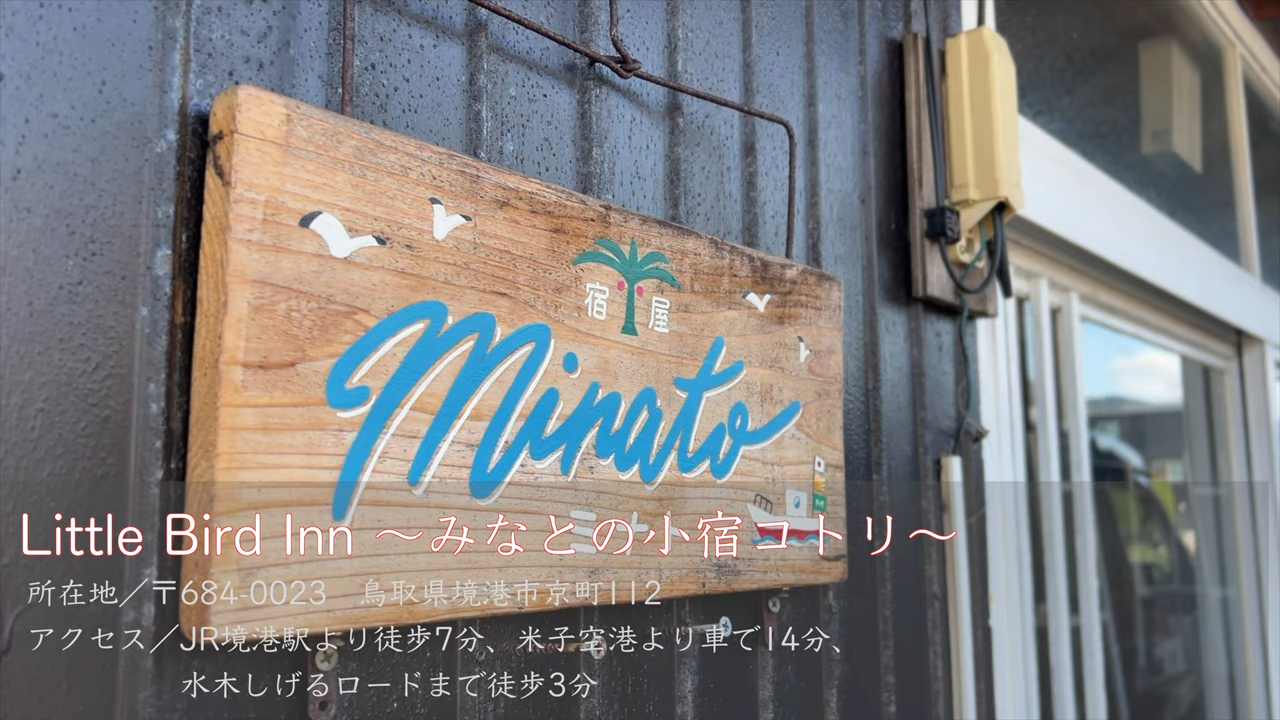 宿屋
Minato
M
Little Bird Inn ～みなとの小宿コトリ～
所在地／〒684-0023　鳥取県境港市京町112
アクセス／JR境港駅より徒歩7分、米子空港より車で14分、
水木しげるロードまで徒歩3分